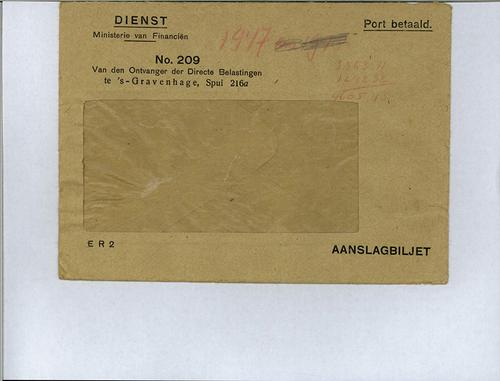 DIENST
Ministerie van Financiën
1947
Port betaald.
No. 209
Van den Ontvanger der Directe Belastingen
te 's-Gravenhage, Spui 216a
E R 2
AANSLAGBILJET